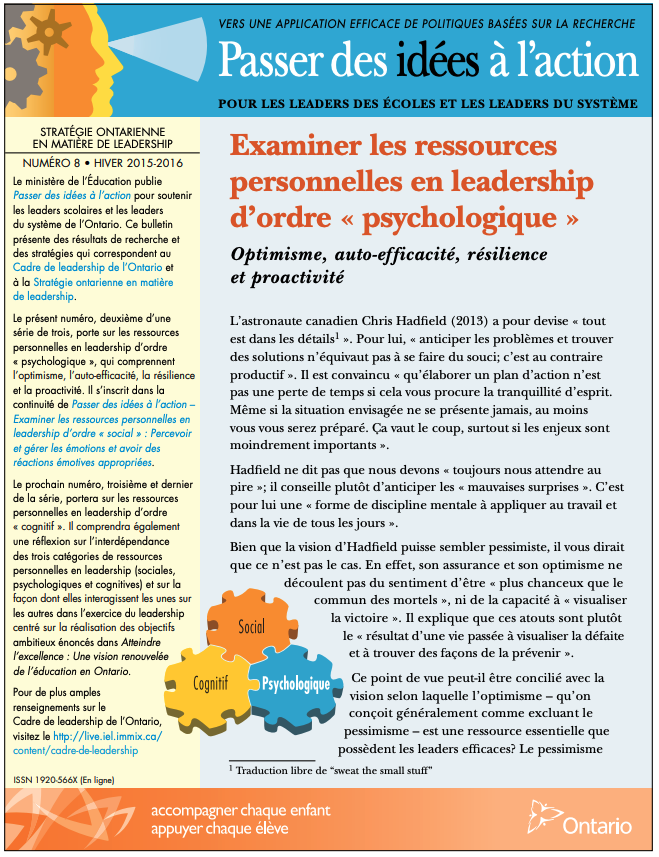 VERS UNE APPLICATION EFFICACE DE POLITIQUES BASÉES SUR LA RECHERCHE
Passer des idées à l'action
POUR LES LEADERS DES ÉCOLES ET LES LEADERS DU SYSTÈME
STRATÉGIE ONTARIENNE
EN MATIÈRE DE LEADERSHIP
NUMÉRO 8 • HIVER 2015-2016
Le ministère de l'Éducation publie
Passer des idées à l'action pour soutenir
les leaders scolaires et les leaders
du système de l'Ontario. Ce bulletin
présente des résultats de recherche et
des stratégies qui correspondent au
Cadre de leadership de l'Ontario et
à la Stratégie ontarienne en matière
de leadership.
Le présent numéro, deuxième d'une
série de trois, porte sur les ressources
personnelles en leadership d'ordre
« psychologique », qui comprennent
l'optimisme, l'auto-efficacité, la résilience
et la proactivité. Il s'inscrit dans la
continuité de Passer des idées à l'action –
Examiner les ressources personnelles en
leadership d'ordre « social » : Percevoir
et gérer les émotions et avoir des
réactions émotives appropriées.
Le prochain numéro, troisième et dernier
de la série, portera sur les ressources
personnelles en leadership d'ordre
« cognitif ». Il comprendra également
une réflexion sur l'interdépendance
des trois catégories de ressources
personnelles en leadership (sociales,
psychologiques et cognitives) et sur la
façon dont elles interagissent les unes sur
les autres dans l'exercice du leadership
centré sur la réalisation des objectifs
ambitieux énoncés dans Atteindre
l'excellence : Une vision renouvelée
de l'éducation en Ontario.
Pour de plus amples
renseignements sur le
Cadre de leadership de l'Ontario,
visitez le http://live.iel.immix.ca/
content/cadre-de-leadership
ISSN 1920-566X (En ligne)
Examiner les ressources
personnelles en leadership
d'ordre « psychologique »
Optimisme, auto-efficacité, résilience
et proactivité
L'astronaute canadien Chris Hadfield (2013) a pour devise « tout
est dans les détails¹ ». Pour lui, « anticiper les problèmes et trouver
des solutions n'équivaut pas à se faire du souci; c'est au contraire
productif ». Il est convaincu « qu'élaborer un plan d'action n'est
pas une perte de temps si cela vous procure la tranquillité d'esprit.
Même si la situation envisagée ne se présente jamais, au moins
vous vous serez préparé. Ça vaut le coup, surtout si les enjeux sont
moindrement importants ».
Hadfield ne dit pas que nous devons « toujours nous attendre au
pire »; il conseille plutôt d'anticiper les « mauvaises surprises ». C'est
pour lui une « forme de discipline mentale à appliquer au travail et
dans la vie de tous les jours ».
Bien que la vision d'Hadfield puisse sembler pessimiste, il vous dirait
que ce n'est pas le cas. En effet, son assurance et son optimisme ne
découlent pas du sentiment d'être « plus chanceux que le
commun des mortels », ni de la capacité à « visualiser
la victoire ». Il explique que ces atouts sont plutôt
le « résultat d'une vie passée à visualiser la défaite
et à trouver des façons de la prévenir ».
Ce point de vue peut-il être concilié avec la
vision selon laquelle l'optimisme – qu'on
conçoit généralement comme excluant le
pessimisme – est une ressource essentielle que
possèdent les leaders efficaces? Le pessimisme
Social
Cognitif
Psychologique
¹ Traduction libre de "sweat the small stuff"
accompagner chaque enfant
appuyer chaque élève
Ontario